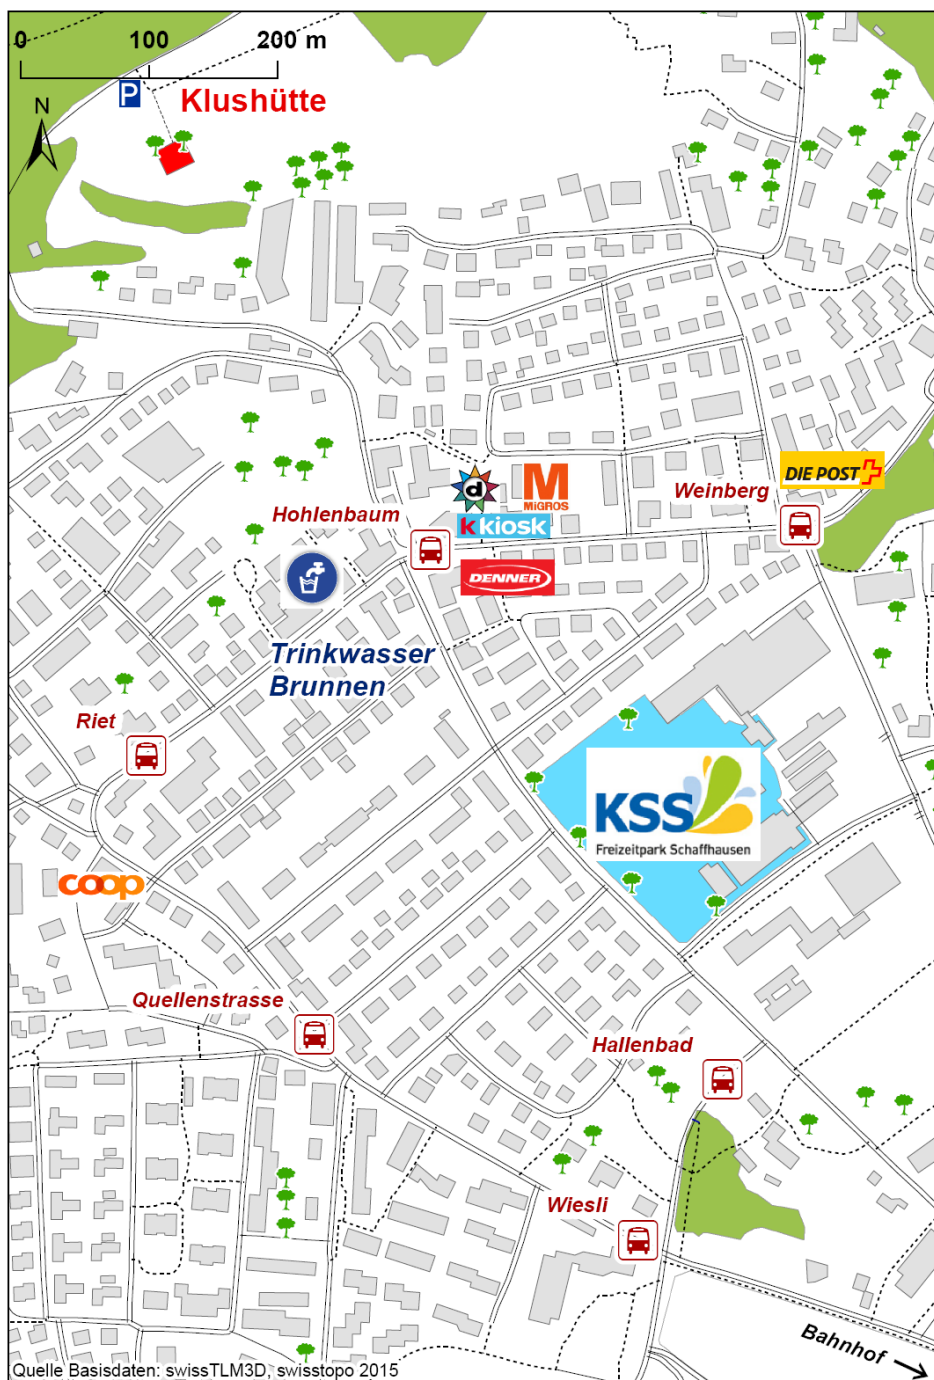 0 100 200 m
P
Klushütte
N
DIE POST
Weinberg
d
M
MIGROS
Hohlenbaum
k kiosk
DENNER
Trinkwasser
Brunnen
Riet
KSS
Freizeitpark Schaffhausen
coop
Quellenstrasse
Hallenbad
Wiesli
Bahnhof
Quelle Basisdaten: swissTLM3D, swisstopo 2015